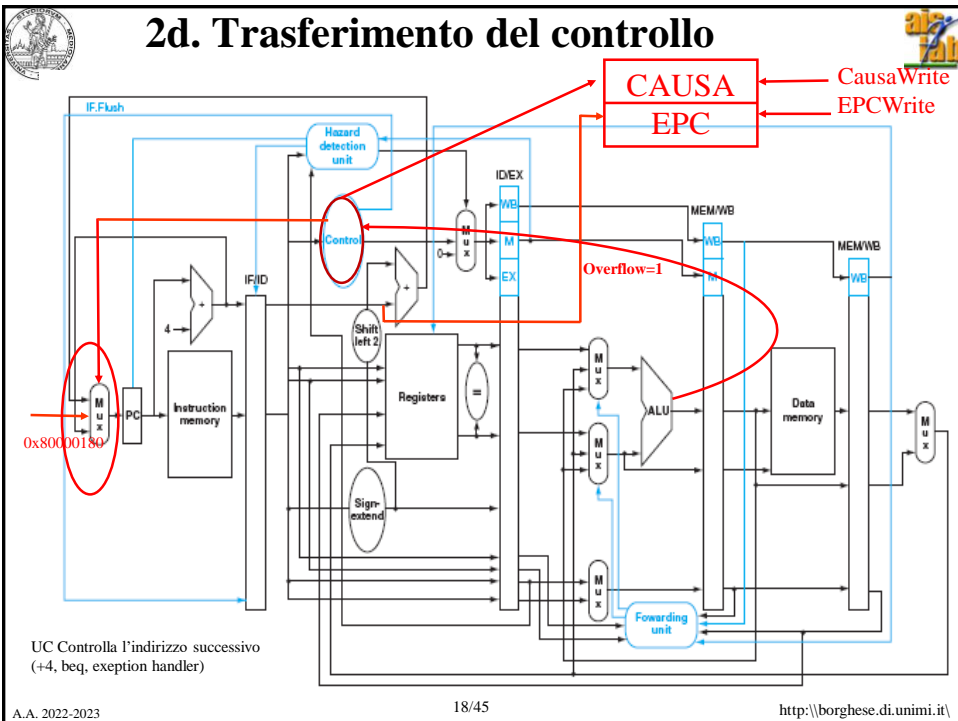 2d. Trasferimento del controllo
CAUSA
EPC
CausaWrite
EPCWrite
IF.Flush
Hazard
detection
unit
ID/EX
WB
M
EX
MEM/WB
WB
M
MEM/WB
WB
Control
M
u
x
0
Overflow=1
IF/ID
+
4
+
Shift
left 2
M
u
x
PC
Instruction
memory
0x80000180
Registers
=
M
u
x
M
u
x
ALU
Data
memory
M
u
x
Sign-
extend
M
u
x
Fowarding
unit
UC Controlla l'indirizzo successivo
(+4, beq, exeption handler)
A.A. 2022-2023
18/45
http:\\borghese.di.unimi.it\